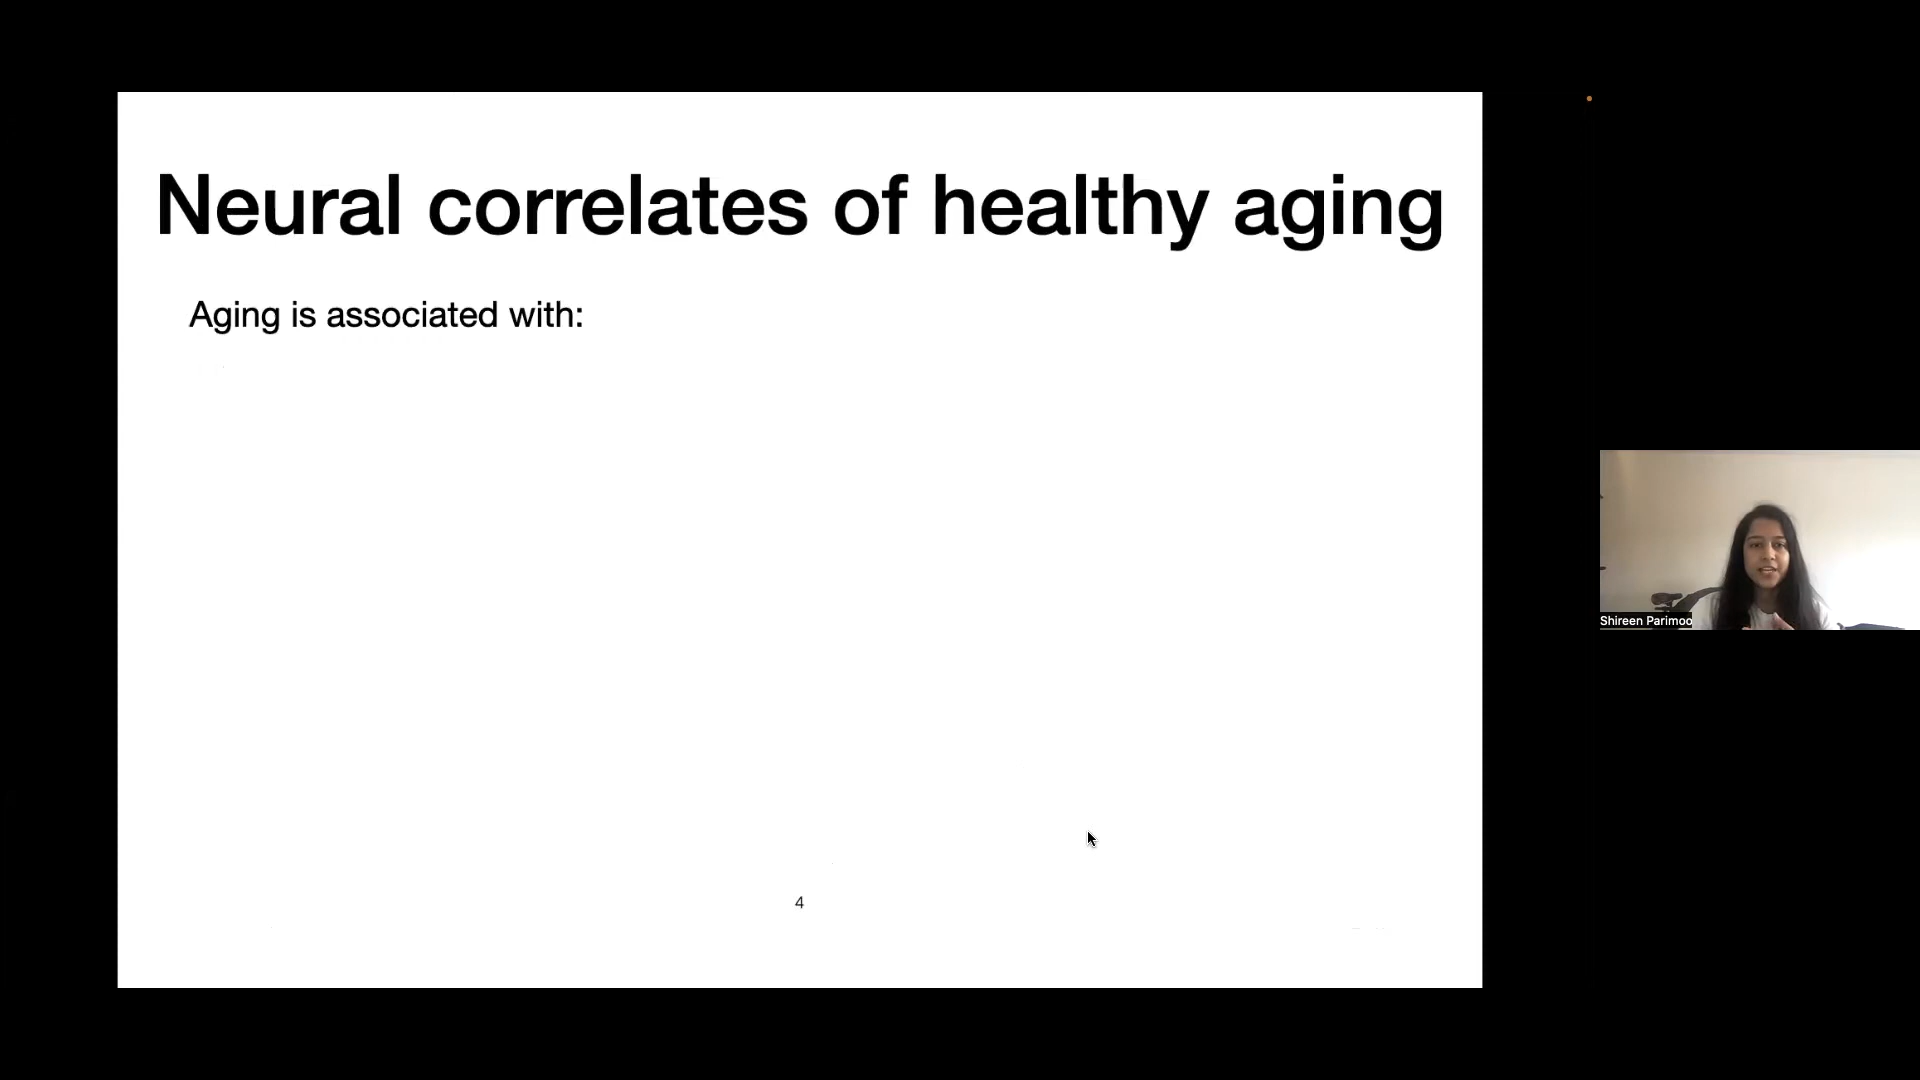 Neural correlates of healthy aging
Aging is associated with:
Shireen Parimoo
4